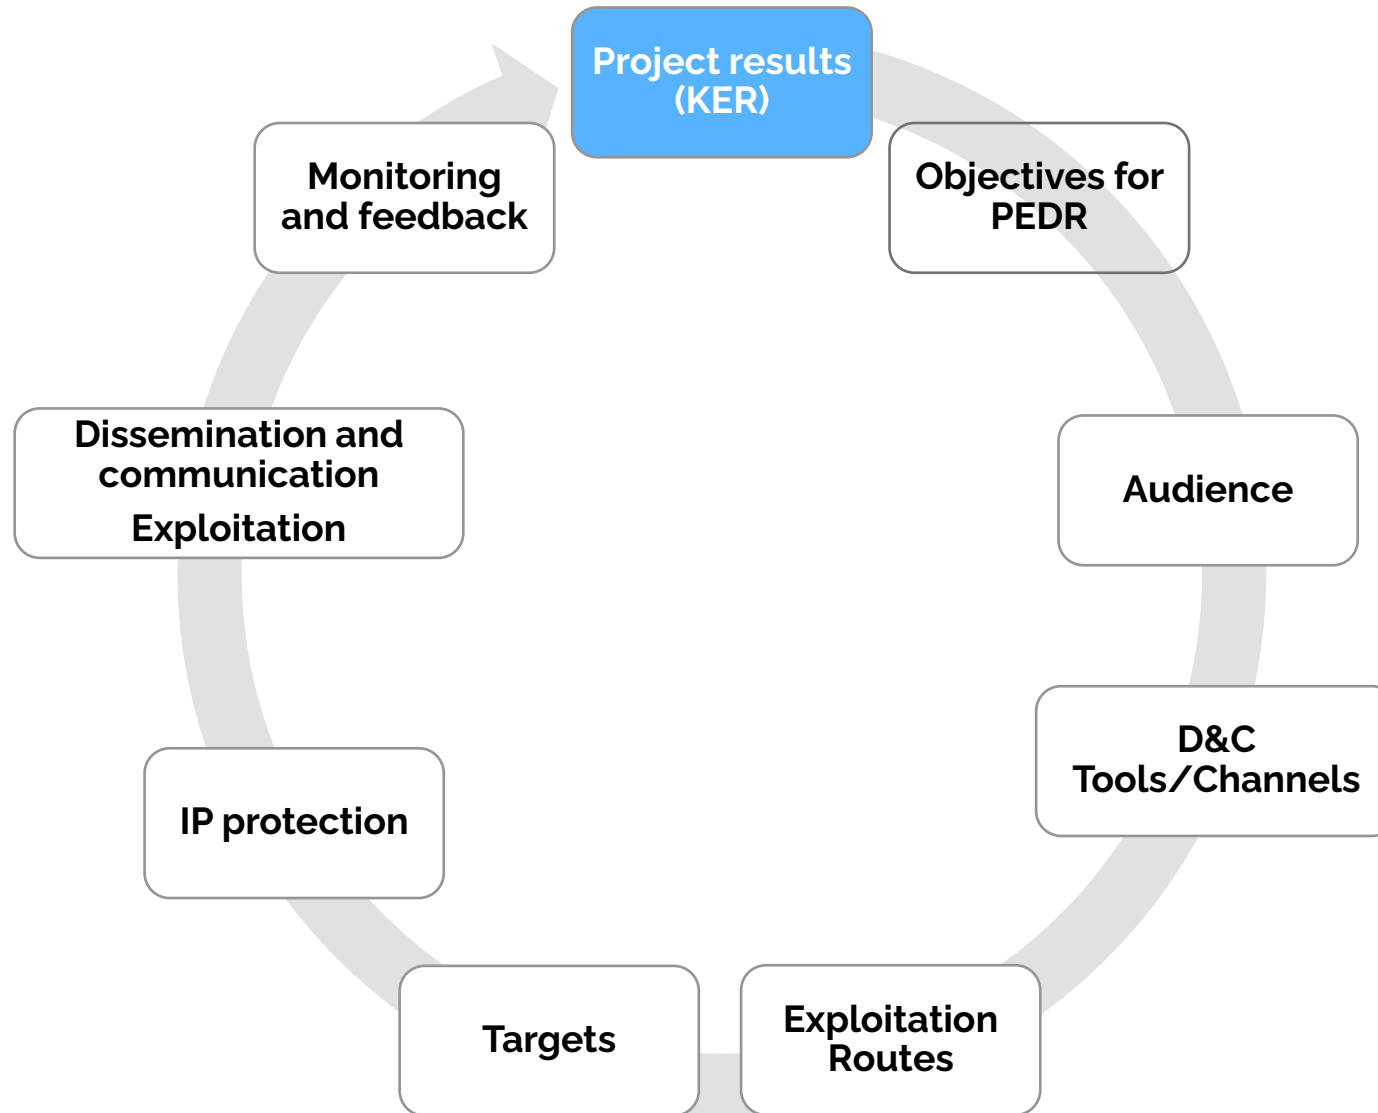 Project results
(KER)
Objectives for
PEDR
Audience
D&C
Tools/Channels
Exploitation
Routes
Targets
IP protection
Dissemination and
communication
Exploitation
Monitoring
and feedback